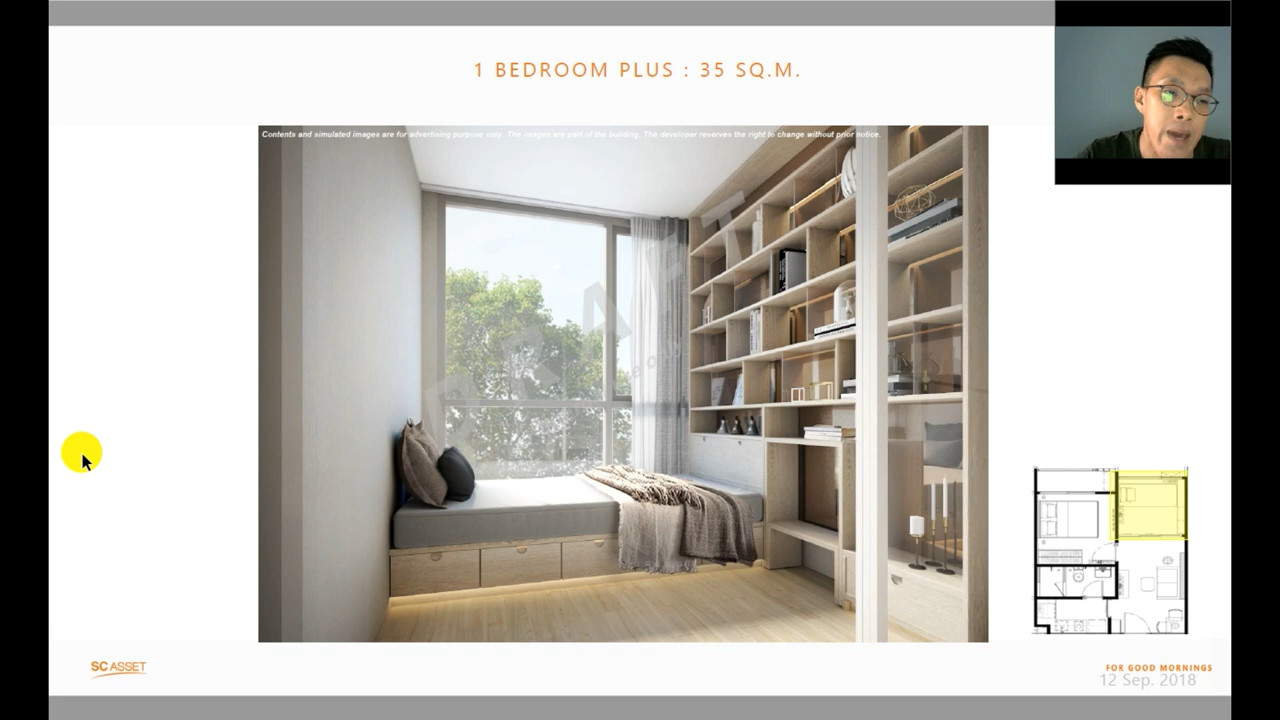 1 BEDROOM PLUS : 35 SQ.M.
Contents and simulated images are for advertising purpose only. The images are part of the building. The developer reserves the right to change without prior notice.
DRAFT
SC ASSET
FOR GOOD MORNINGS
12 Sep. 2018